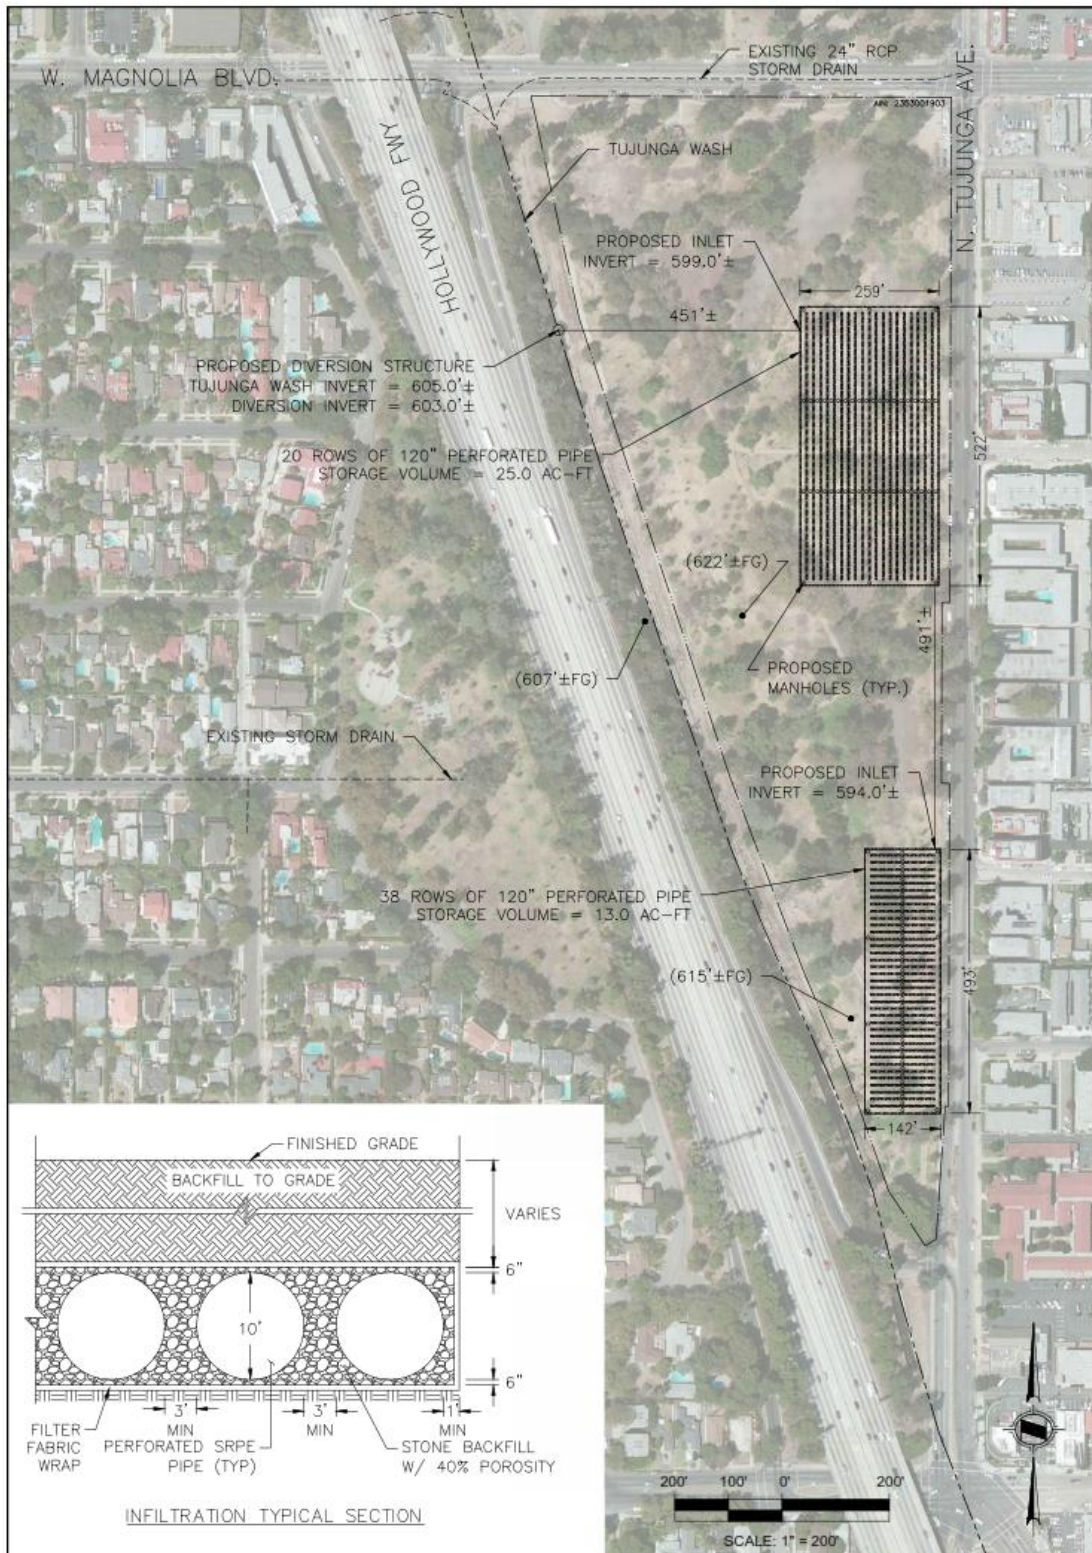 W. MAGNOLIA BLVD.
EXISTING 24" RCP
STORM DRAIN
N. TUJUNGA AVE.
AIN: 2353001903
HOLLYWOOD FWY
TUJUNGA WASH
PROPOSED INLET
INVERT = 599.0'±
259'
451'±
PROPOSED DIVERSION STRUCTURE
TUJUNGA WASH INVERT = 605.0'±
DIVERSION INVERT = 603.0'±
20 ROWS OF 120" PERFORATED PIPE
STORAGE VOLUME = 25.0 AC-FT
522'
(622'±FG)
491'±
(607'±FG)
PROPOSED
MANHOLES (TYP.)
EXISTING STORM DRAIN
PROPOSED INLET
INVERT = 594.0'±
38 ROWS OF 120" PERFORATED PIPE
STORAGE VOLUME = 13.0 AC-FT
(615'±FG)
493'
142'
FINISHED GRADE
BACKFILL TO GRADE
VARIES
6"
10'
6"
3'
MIN
3'
MIN
1'
MIN
FILTER
FABRIC
WRAP
PERFORATED SRPE
PIPE (TYP)
STONE BACKFILL
W/ 40% POROSITY
INFILTRATION TYPICAL SECTION
200' 100' 0' 200'
SCALE: 1" = 200'